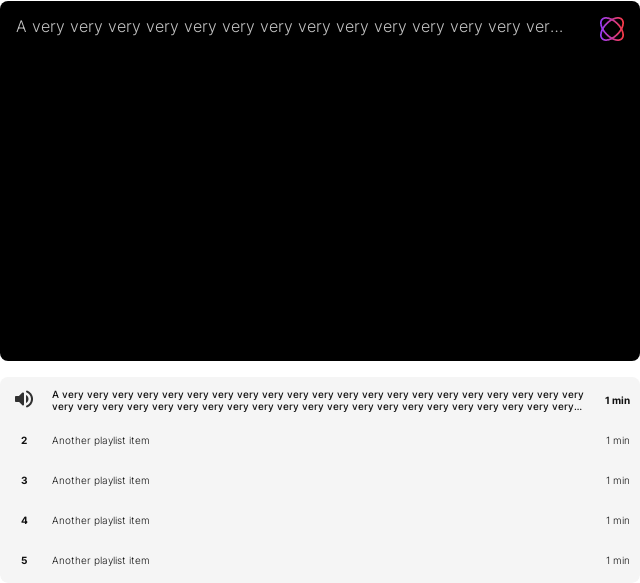 A very very very very very very very very very very very very very ver...
A very very very very very very very very very very very very very very very very very very very very very
very very very very very very very very very very very very very very very very very very very very very...
1 min
2 Another playlist item 1 min
3 Another playlist item 1 min
4 Another playlist item 1 min
5 Another playlist item 1 min